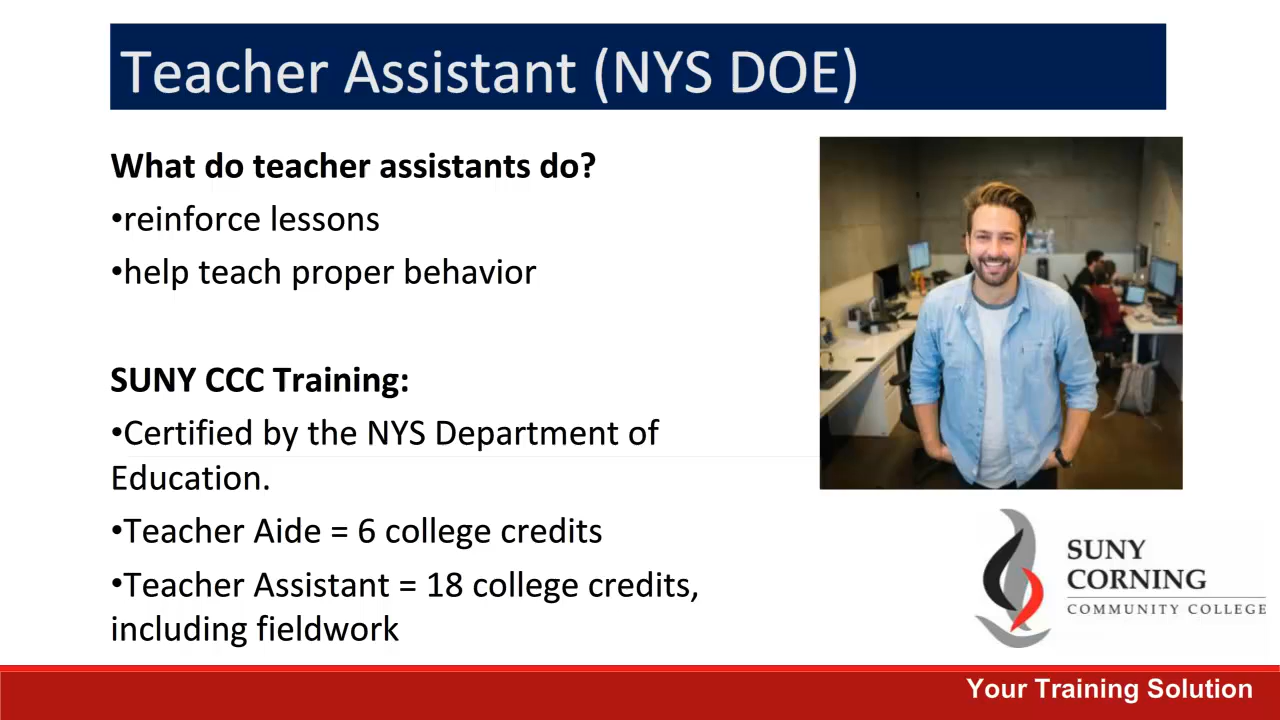 Teacher Assistant (NYS DOE)
What do teacher assistants do?
•reinforce lessons
•help teach proper behavior
SUNY CCC Training:
•Certified by the NYS Department of
Education.
•Teacher Aide = 6 college credits
•Teacher Assistant = 18 college credits,
including fieldwork
SUNY
CORNING
COMMUNITY COLLEGE
Your Training Solution